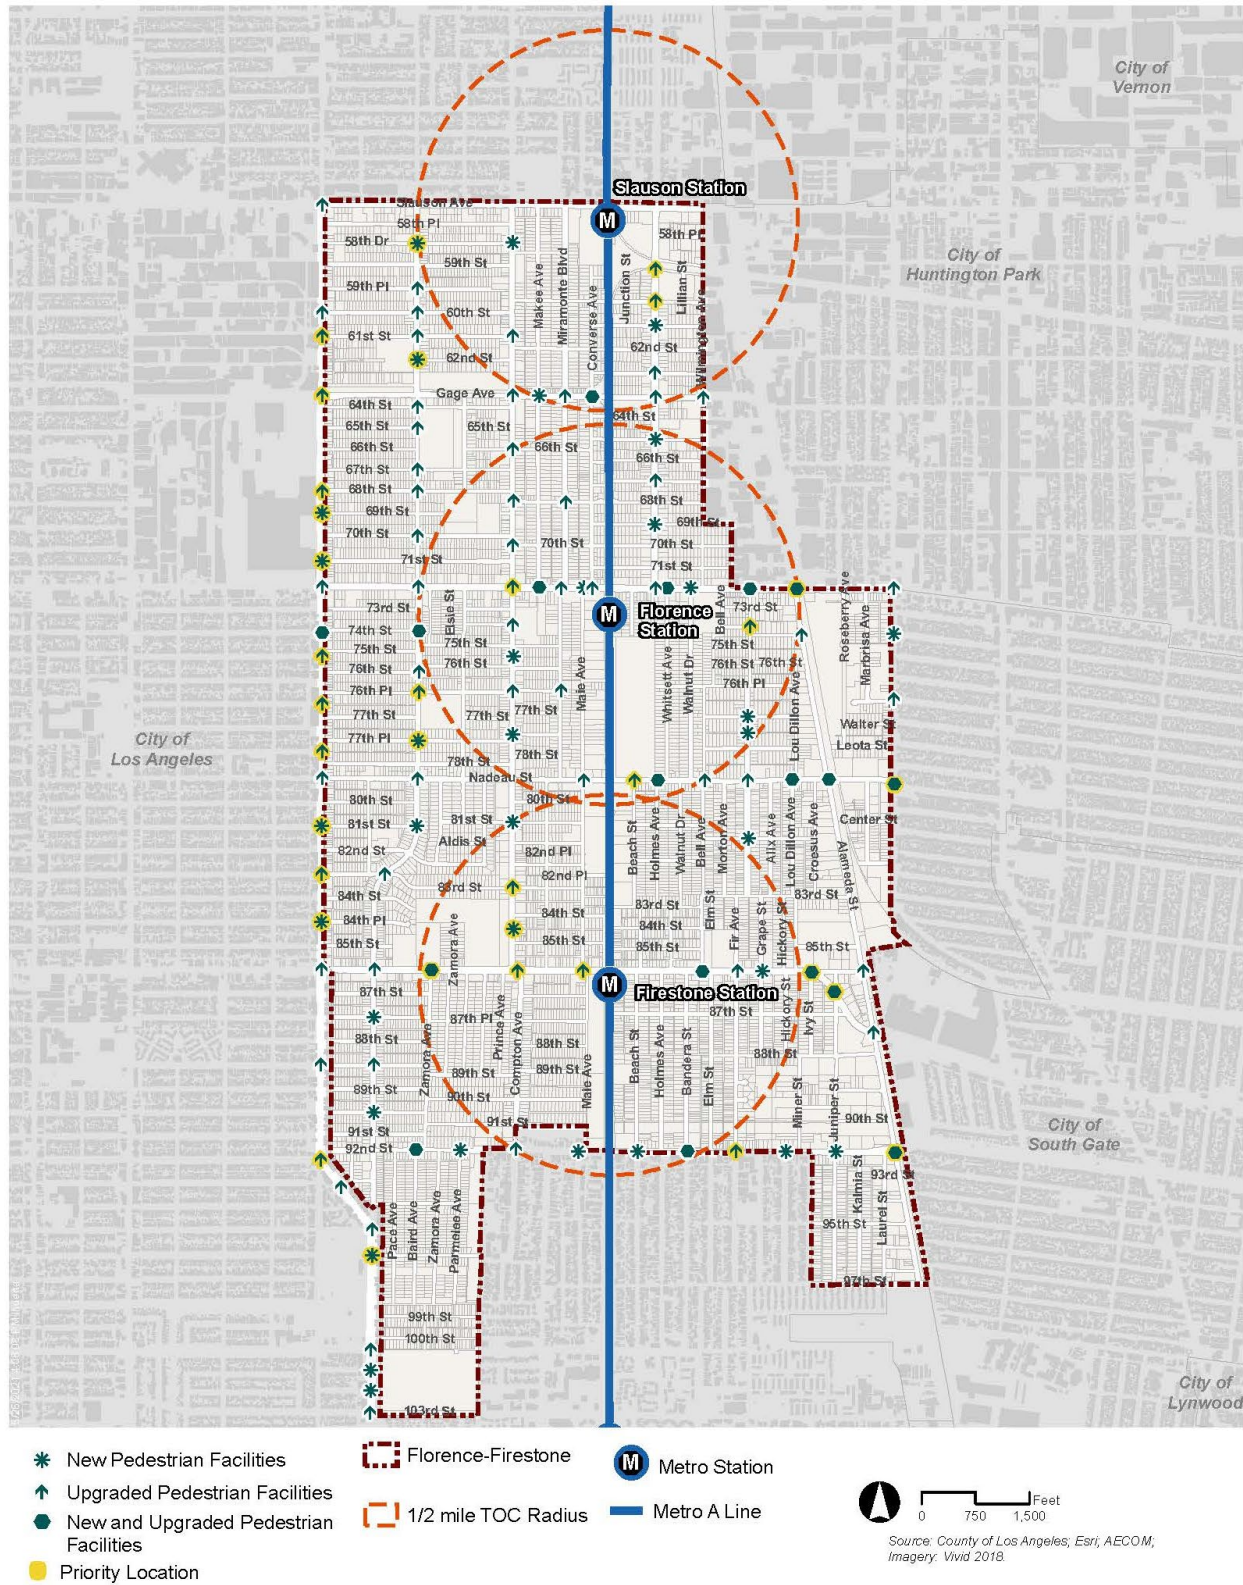 City of
Vernon
Slauson Station
M
Slauson Ave
58th Pl
58th Dr
58th Pl
59th St
City of
Huntington Park
59th Pl
Makee Ave
Miramonte Blvd
Converse Ave
Junction St
Lillian St
Wilmington Ave
60th St
61st St
62nd St
62nd St
Gage Ave
64th St
64th St
65th St
65th St
66th St
66th St
66th St
67th St
68th St
68th St
69th St
69th St
70th St
70th St
70th St
71st St
71st St
M
Florence
Station
73rd St
73rd St
Elsie St
Bell Ave
Roseberry Ave
Marbrisa Ave
74th St
75th St
75th St
75th St
76th St
76th St
76th St
76th St
76th Pl
76th Pl
Maie Ave
Whitsett Ave
Walnut Dr
Lou Dillon Ave
77th St
77th St
77th St
Walter St
77th Pl
Leota St
78th St
78th St
City of
Los Angeles
Nadeau St
80th St
80th St
81st St
81st St
Center St
Aldis St
82nd St
82nd Pl
82nd Pl
Beach St
Holmes Ave
Walnut Dr
Bell Ave
Morton Ave
Alix Ave
Lou Dillon Ave
Croesus Ave
Alameda St
83rd St
83rd St
83rd St
84th St
84th St
84th St
84th Pl
85th St
85th St
85th St
85th St
Zamora Ave
Elm St
Fir Ave
Grape St
Hickory St
M
Firestone Station
87th St
87th St
87th Pl
88th St
88th St
88th St
Hickory St
Ivy St
Zamora Ave
Prince Ave
Compton Ave
Maie Ave
Beach St
Holmes Ave
Bandera St
Elm St
Miner St
Juniper St
89th St
89th St
89th St
90th St
90th St
91st St
91st St
92nd St
City of
South Gate
93rd St
Kalmia St
Laurel St
95th St
97th St
Pace Ave
Baird Ave
Zamora Ave
Parmelee Ave
99th St
100th St
103rd St
City of
Lynwood
New Pedestrian Facilities
Upgraded Pedestrian Facilities
New and Upgraded Pedestrian
Facilities
Priority Location
Florence-Firestone
1/2 mile TOC Radius
M
Metro Station
Metro A Line
Feet
0 750 1,500
Source: County of Los Angeles; Esri; AECOM;
Imagery: Vivid 2018.